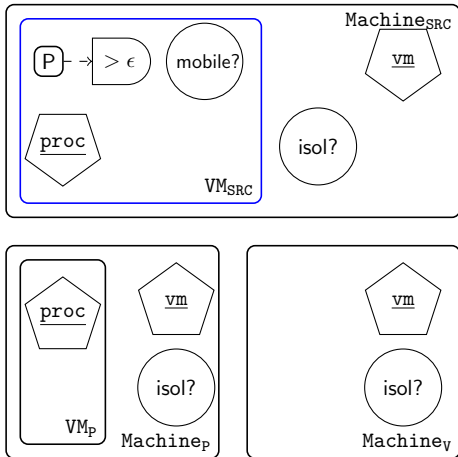 Machine_SRC
P
> ϵ
mobile?
vm
proc
isol?
VM_SRC
proc
vm
isol?
VM_P
Machine_P
vm
isol?
Machine_V